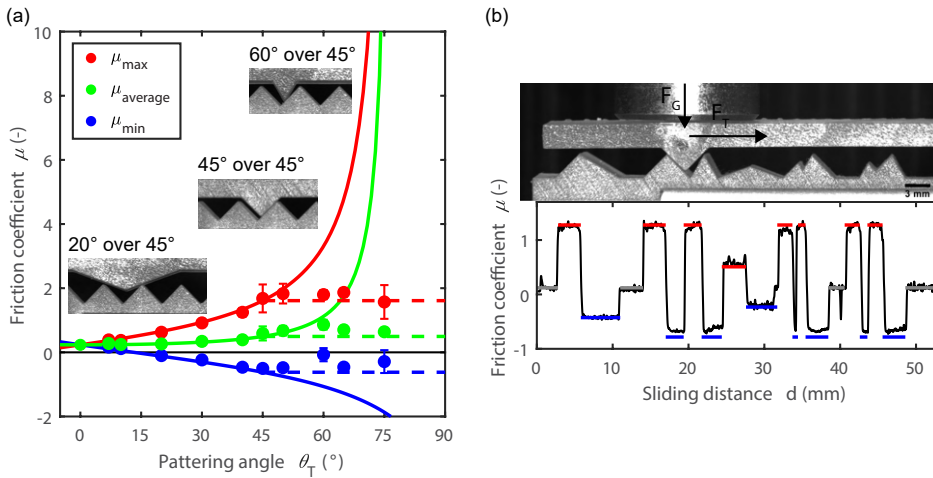 (a)
10
8
6
4
2
0
-2
Friction coefficient μ (-)
μmax
μaverage
μmin
60° over 45°
45° over 45°
20° over 45°
0 15 30 45 60 75 90
Pattering angle θT (°)
(b)
FG
FT
3 mm
1
0
-1
Friction coefficient μ (-)
0 10 20 30 40 50
Sliding distance d (mm)